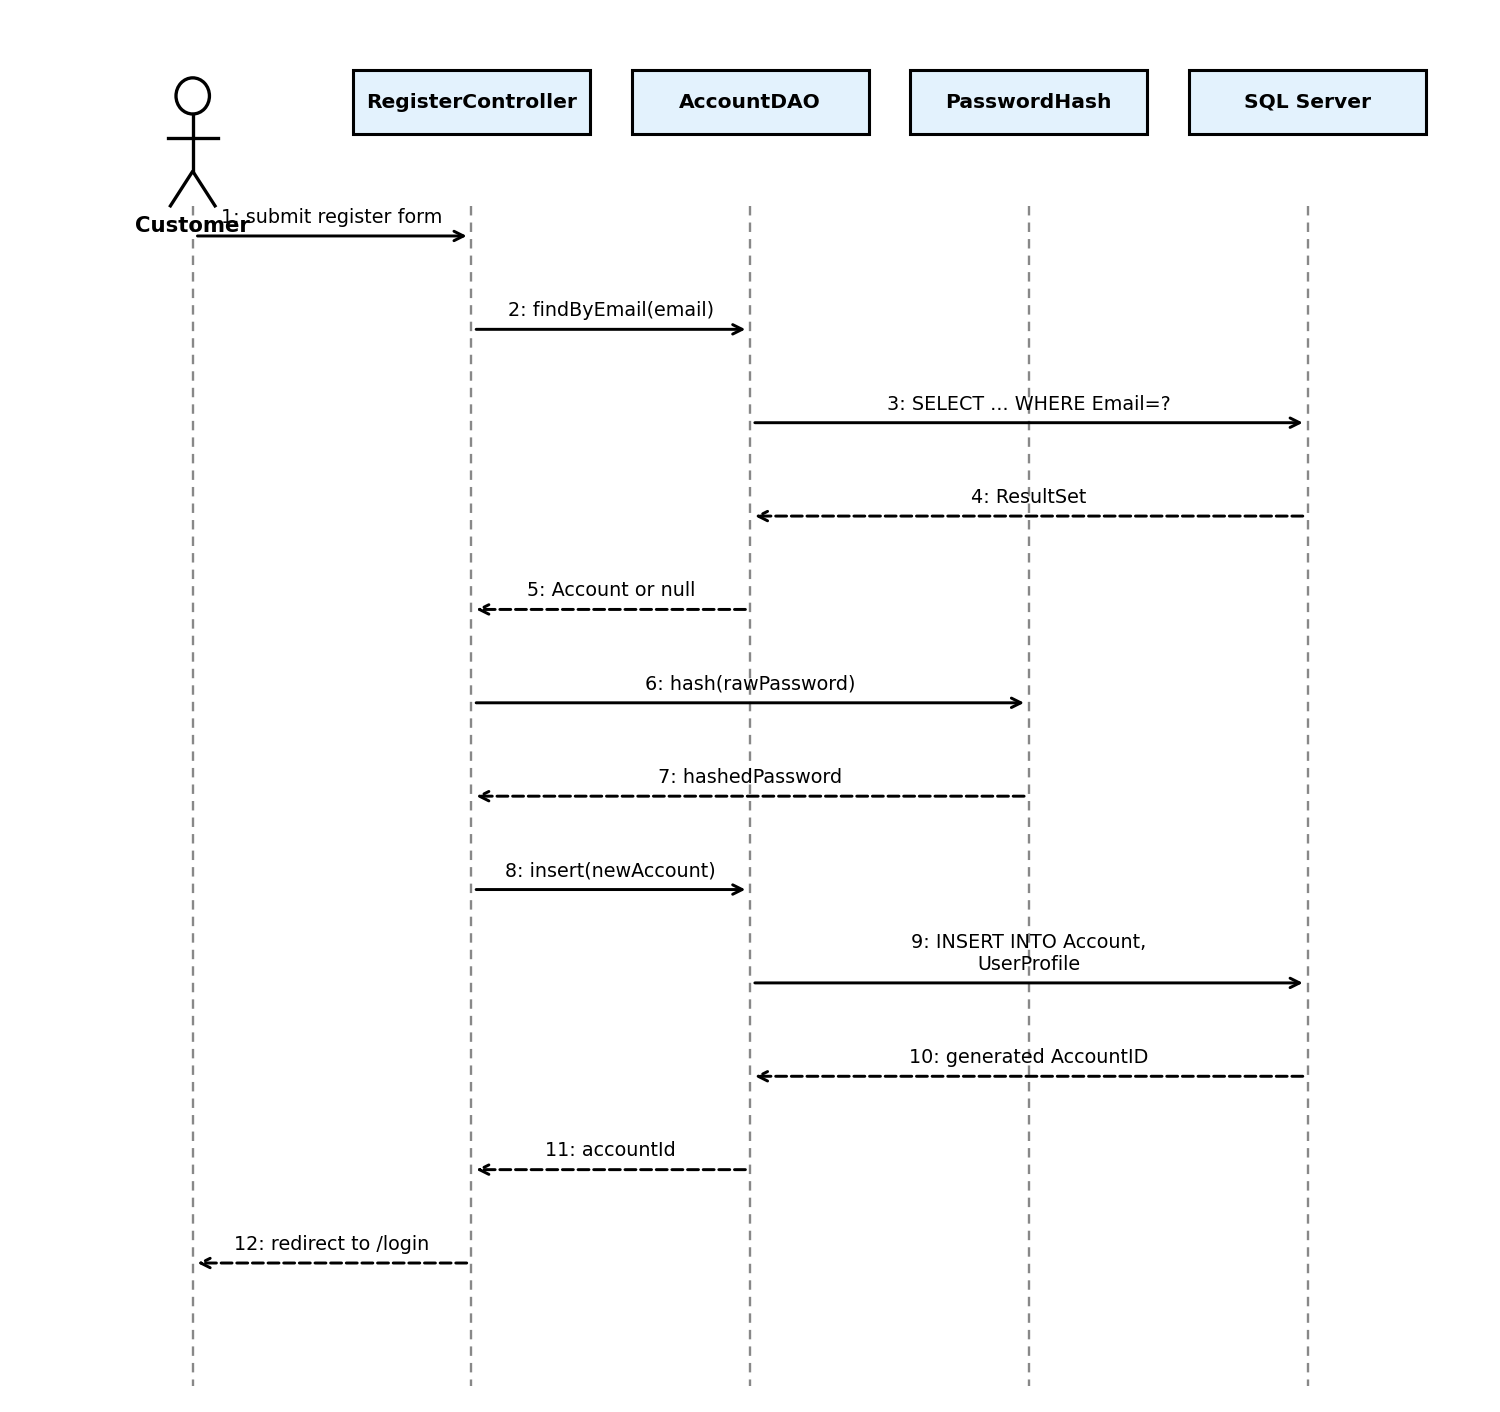 RegisterController
AccountDAO
PasswordHash
SQL Server
Customer
1: submit register form
2: findByEmail(email)
3: SELECT ... WHERE Email=?
4: ResultSet
5: Account or null
6: hash(rawPassword)
7: hashedPassword
8: insert(newAccount)
9: INSERT INTO Account,
UserProfile
10: generated AccountID
11: accountId
12: redirect to /login